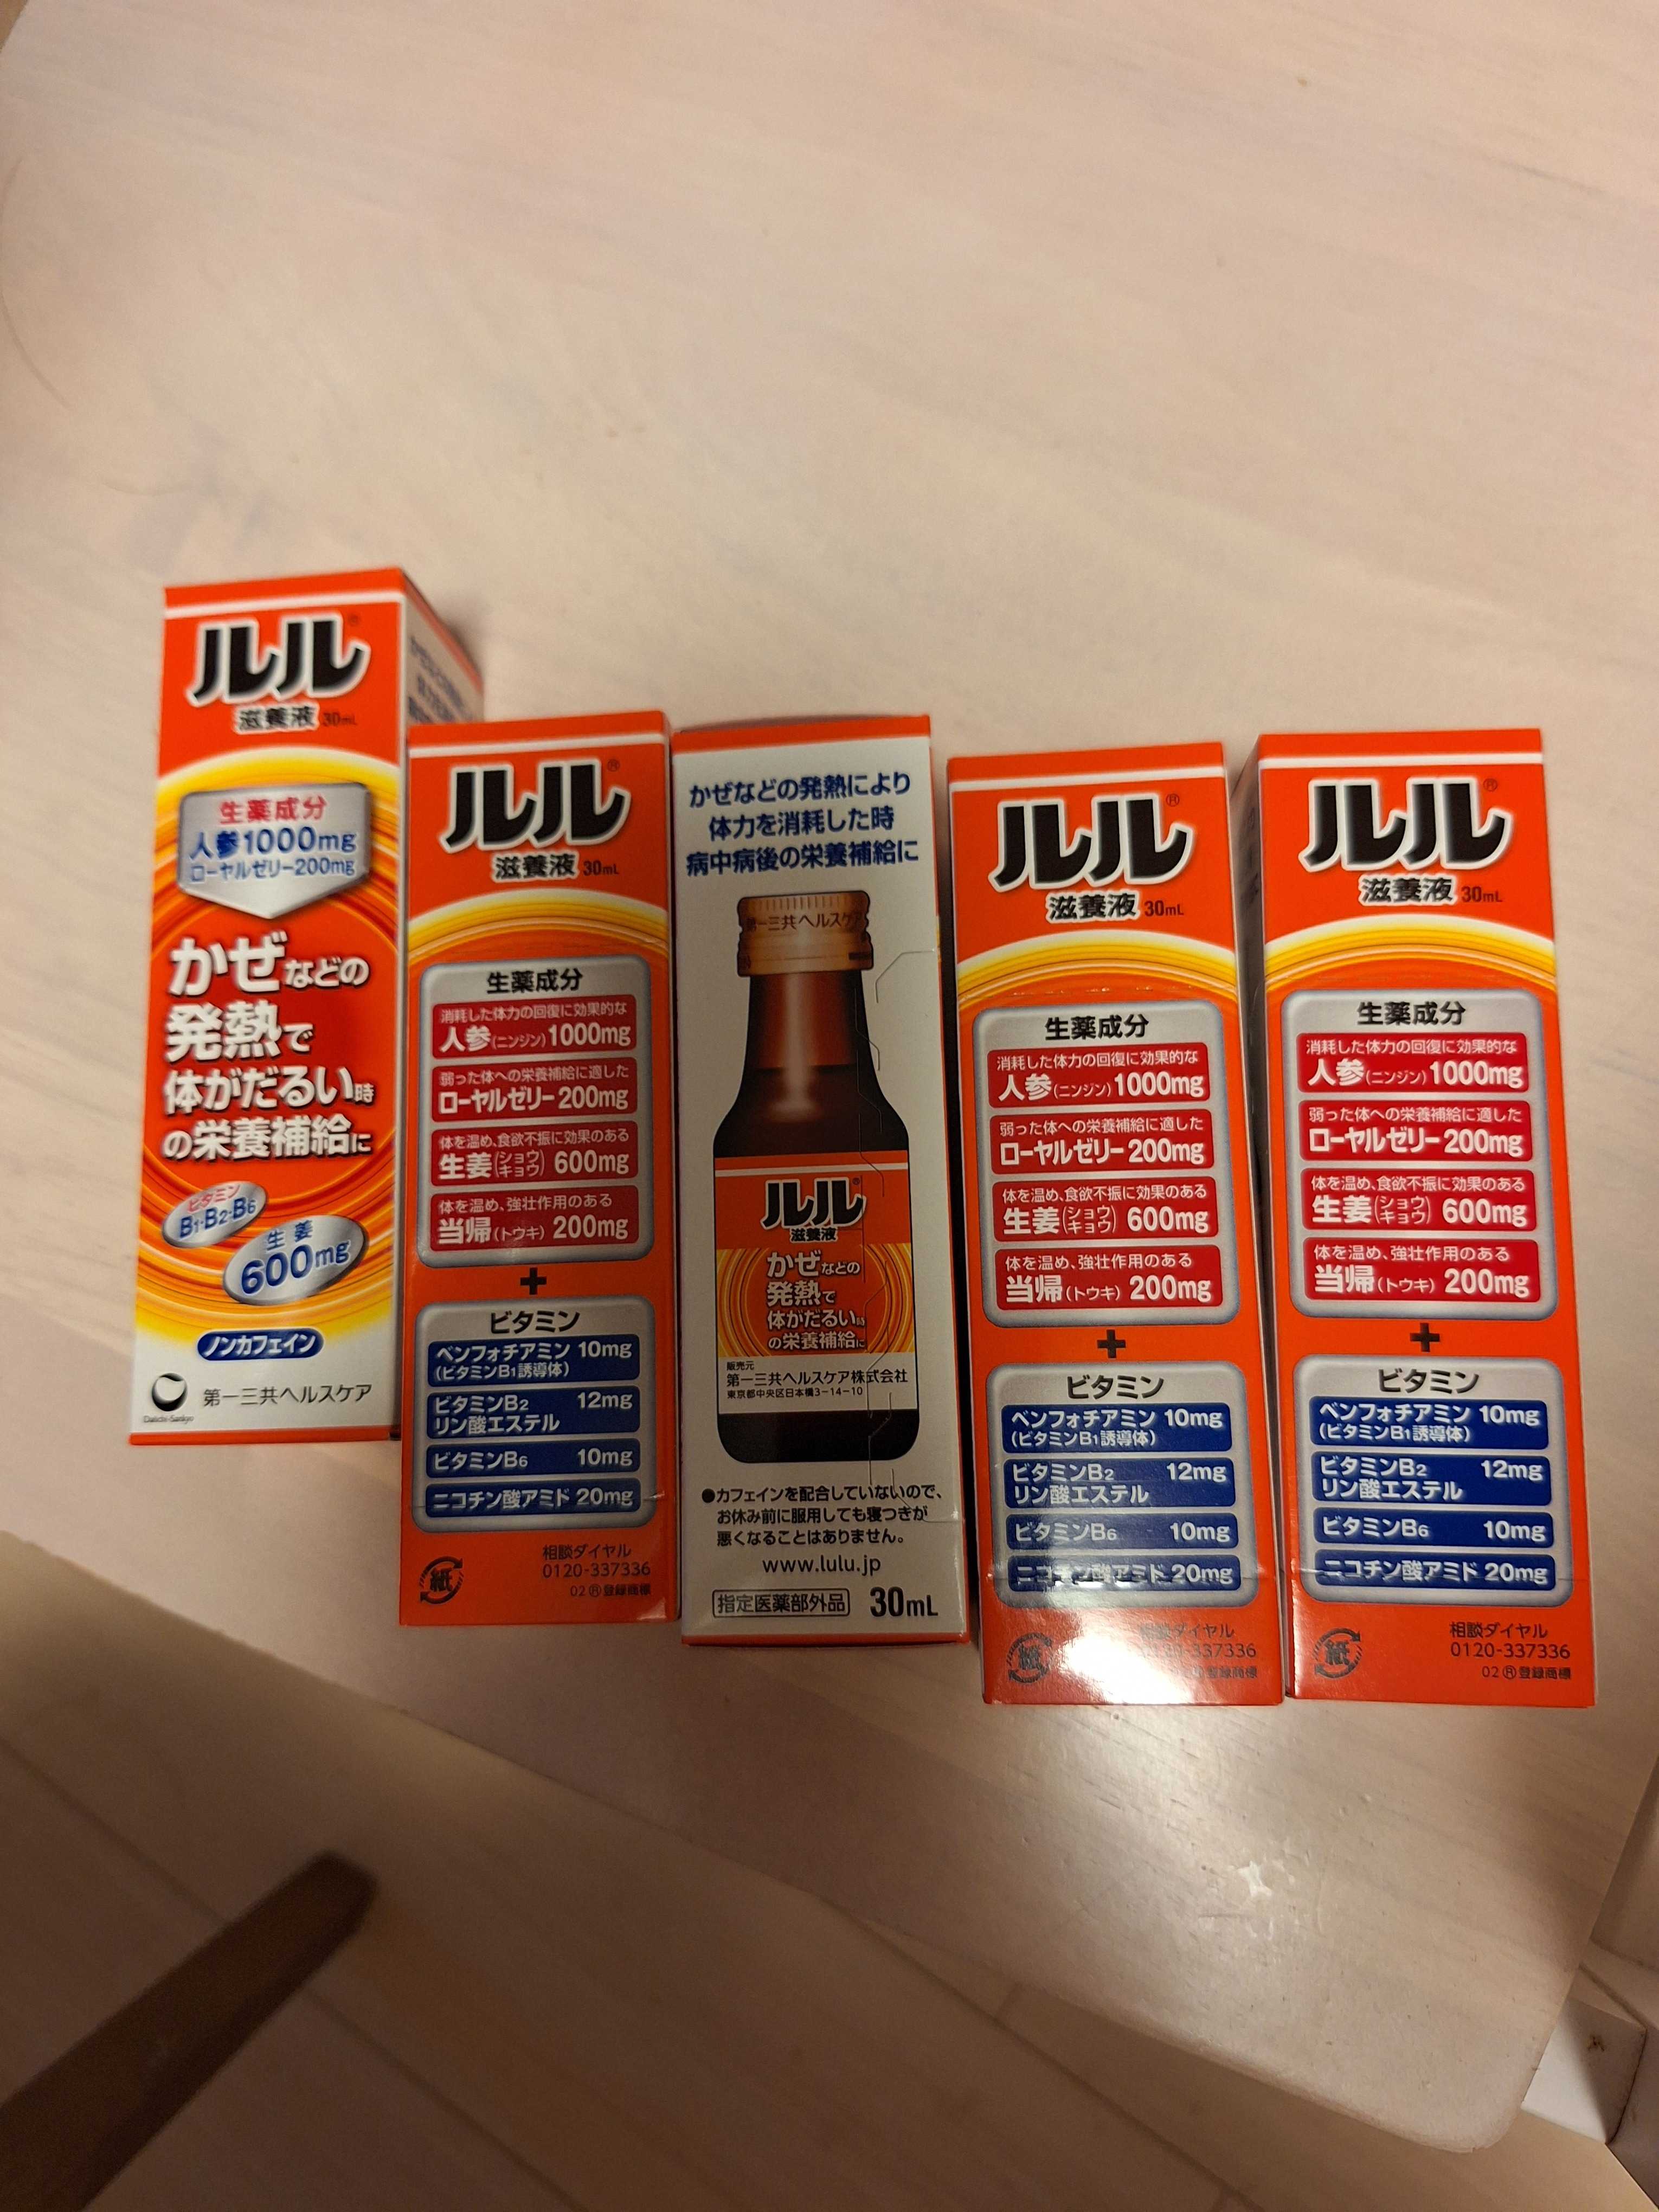 ルル®
滋養液 30mL
生薬成分
人参1000mg
ローヤルゼリー200mg
かぜなどの
発熱で
体がだるい時
の栄養補給に
ビタミン
B1・B2・B6
生姜
600mg
ノンカフェイン
Daiichi-Sankyo
第一三共ヘルスケア
ルル®
滋養液 30mL
生薬成分
消耗した体力の回復に効果的な
人参(ニンジン)1000mg
弱った体への栄養補給に適した
ローヤルゼリー200mg
体を温め、食欲不振に効果のある
生姜(ショウキョウ)600mg
体を温め、強壮作用のある
当帰(トウキ)200mg
+
ビタミン
ベンフォチアミン 10mg
(ビタミンB1誘導体)
ビタミンB2 12mg
リン酸エステル
ビタミンB6 10mg
ニコチン酸アミド 20mg
紙
相談ダイヤル
0120-337336
02 ®登録商標
かぜなどの発熱により
体力を消耗した時
病中病後の栄養補給に
第一三共ヘルスケア
ルル®
滋養液
かぜなどの
発熱で
体がだるい時
の栄養補給に
販売元
第一三共ヘルスケア株式会社
東京都中央区日本橋3-14-10
●カフェインを配合していないので、
お休み前に服用しても寝つきが
悪くなることはありません。
www.lulu.jp
指定医薬部外品 30mL
ルル®
滋養液 30mL
生薬成分
消耗した体力の回復に効果的な
人参(ニンジン)1000mg
弱った体への栄養補給に適した
ローヤルゼリー200mg
体を温め、食欲不振に効果のある
生姜(ショウキョウ)600mg
体を温め、強壮作用のある
当帰(トウキ)200mg
+
ビタミン
ベンフォチアミン 10mg
(ビタミンB1誘導体)
ビタミンB2 12mg
リン酸エステル
ビタミンB6 10mg
ニコチン酸アミド 20mg
紙
相談ダイヤル
337336
®登録商標
ルル®
滋養液 30mL
生薬成分
消耗した体力の回復に効果的な
人参(ニンジン)1000mg
弱った体への栄養補給に適した
ローヤルゼリー200mg
体を温め、食欲不振に効果のある
生姜(ショウキョウ)600mg
体を温め、強壮作用のある
当帰(トウキ)200mg
+
ビタミン
ベンフォチアミン 10mg
(ビタミンB1誘導体)
ビタミンB2 12mg
リン酸エステル
ビタミンB6 10mg
ニコチン酸アミド 20mg
紙
相談ダイヤル
0120-337336
02 ®登録商標